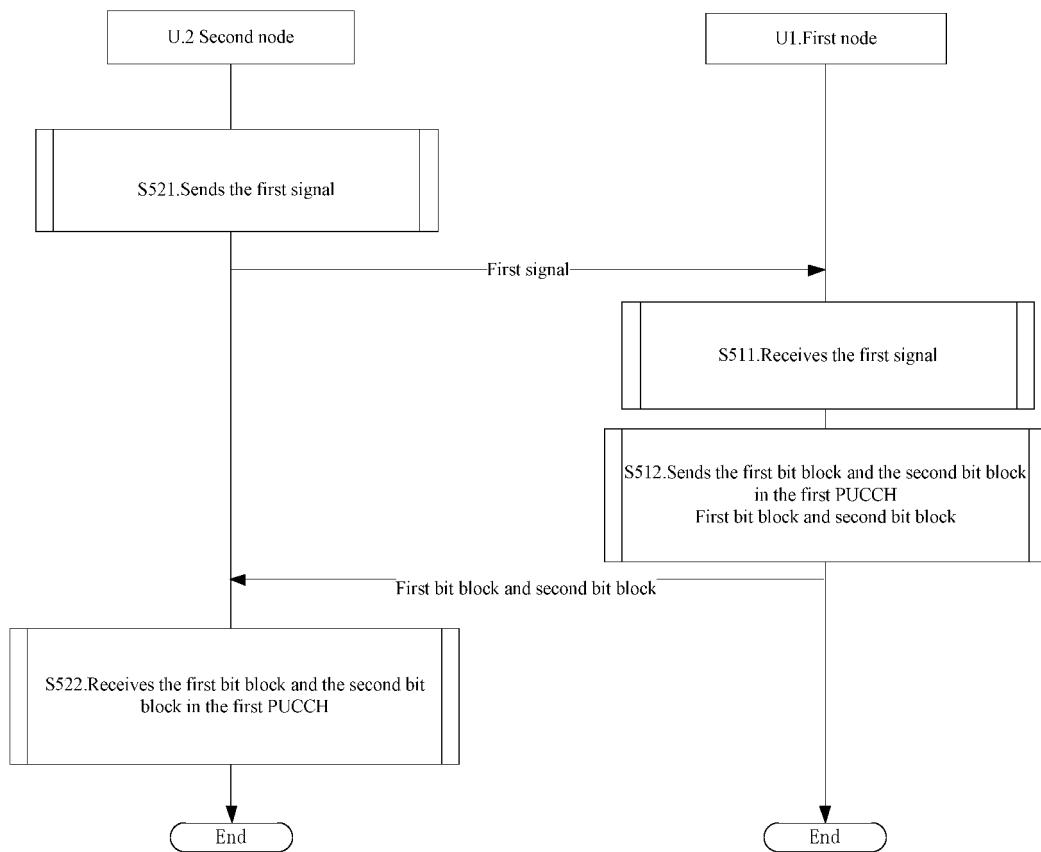 U.2 Second node
U1.First node
S521.Sends the first signal
First signal
S511.Receives the first signal
S512.Sends the first bit block and the second bit block
in the first PUCCH
First bit block and second bit block
First bit block and second bit block
S522.Receives the first bit block and the second bit
block in the first PUCCH
End
End